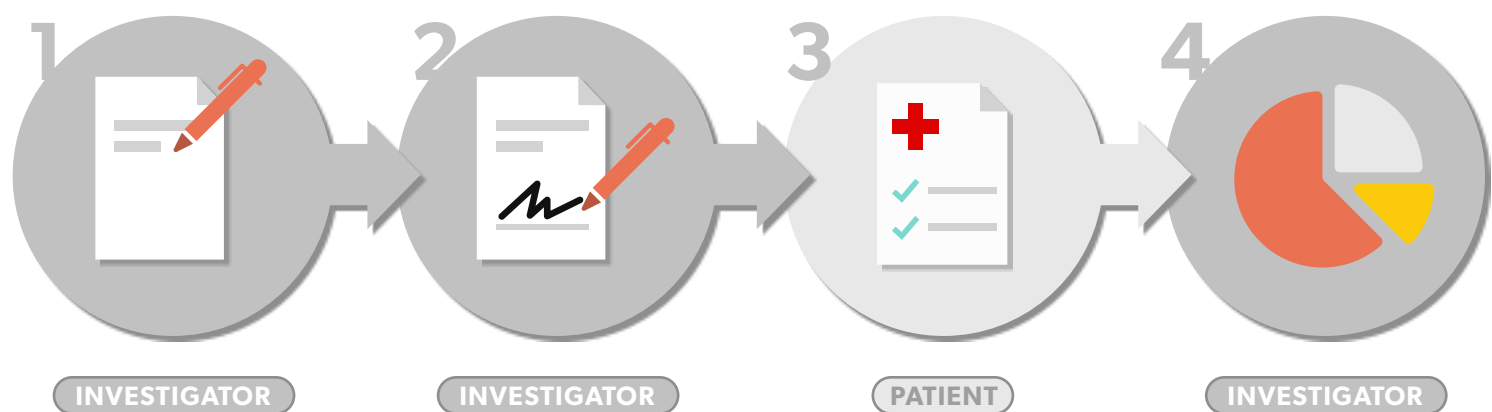 1
2
3
4
INVESTIGATOR
INVESTIGATOR
PATIENT
INVESTIGATOR